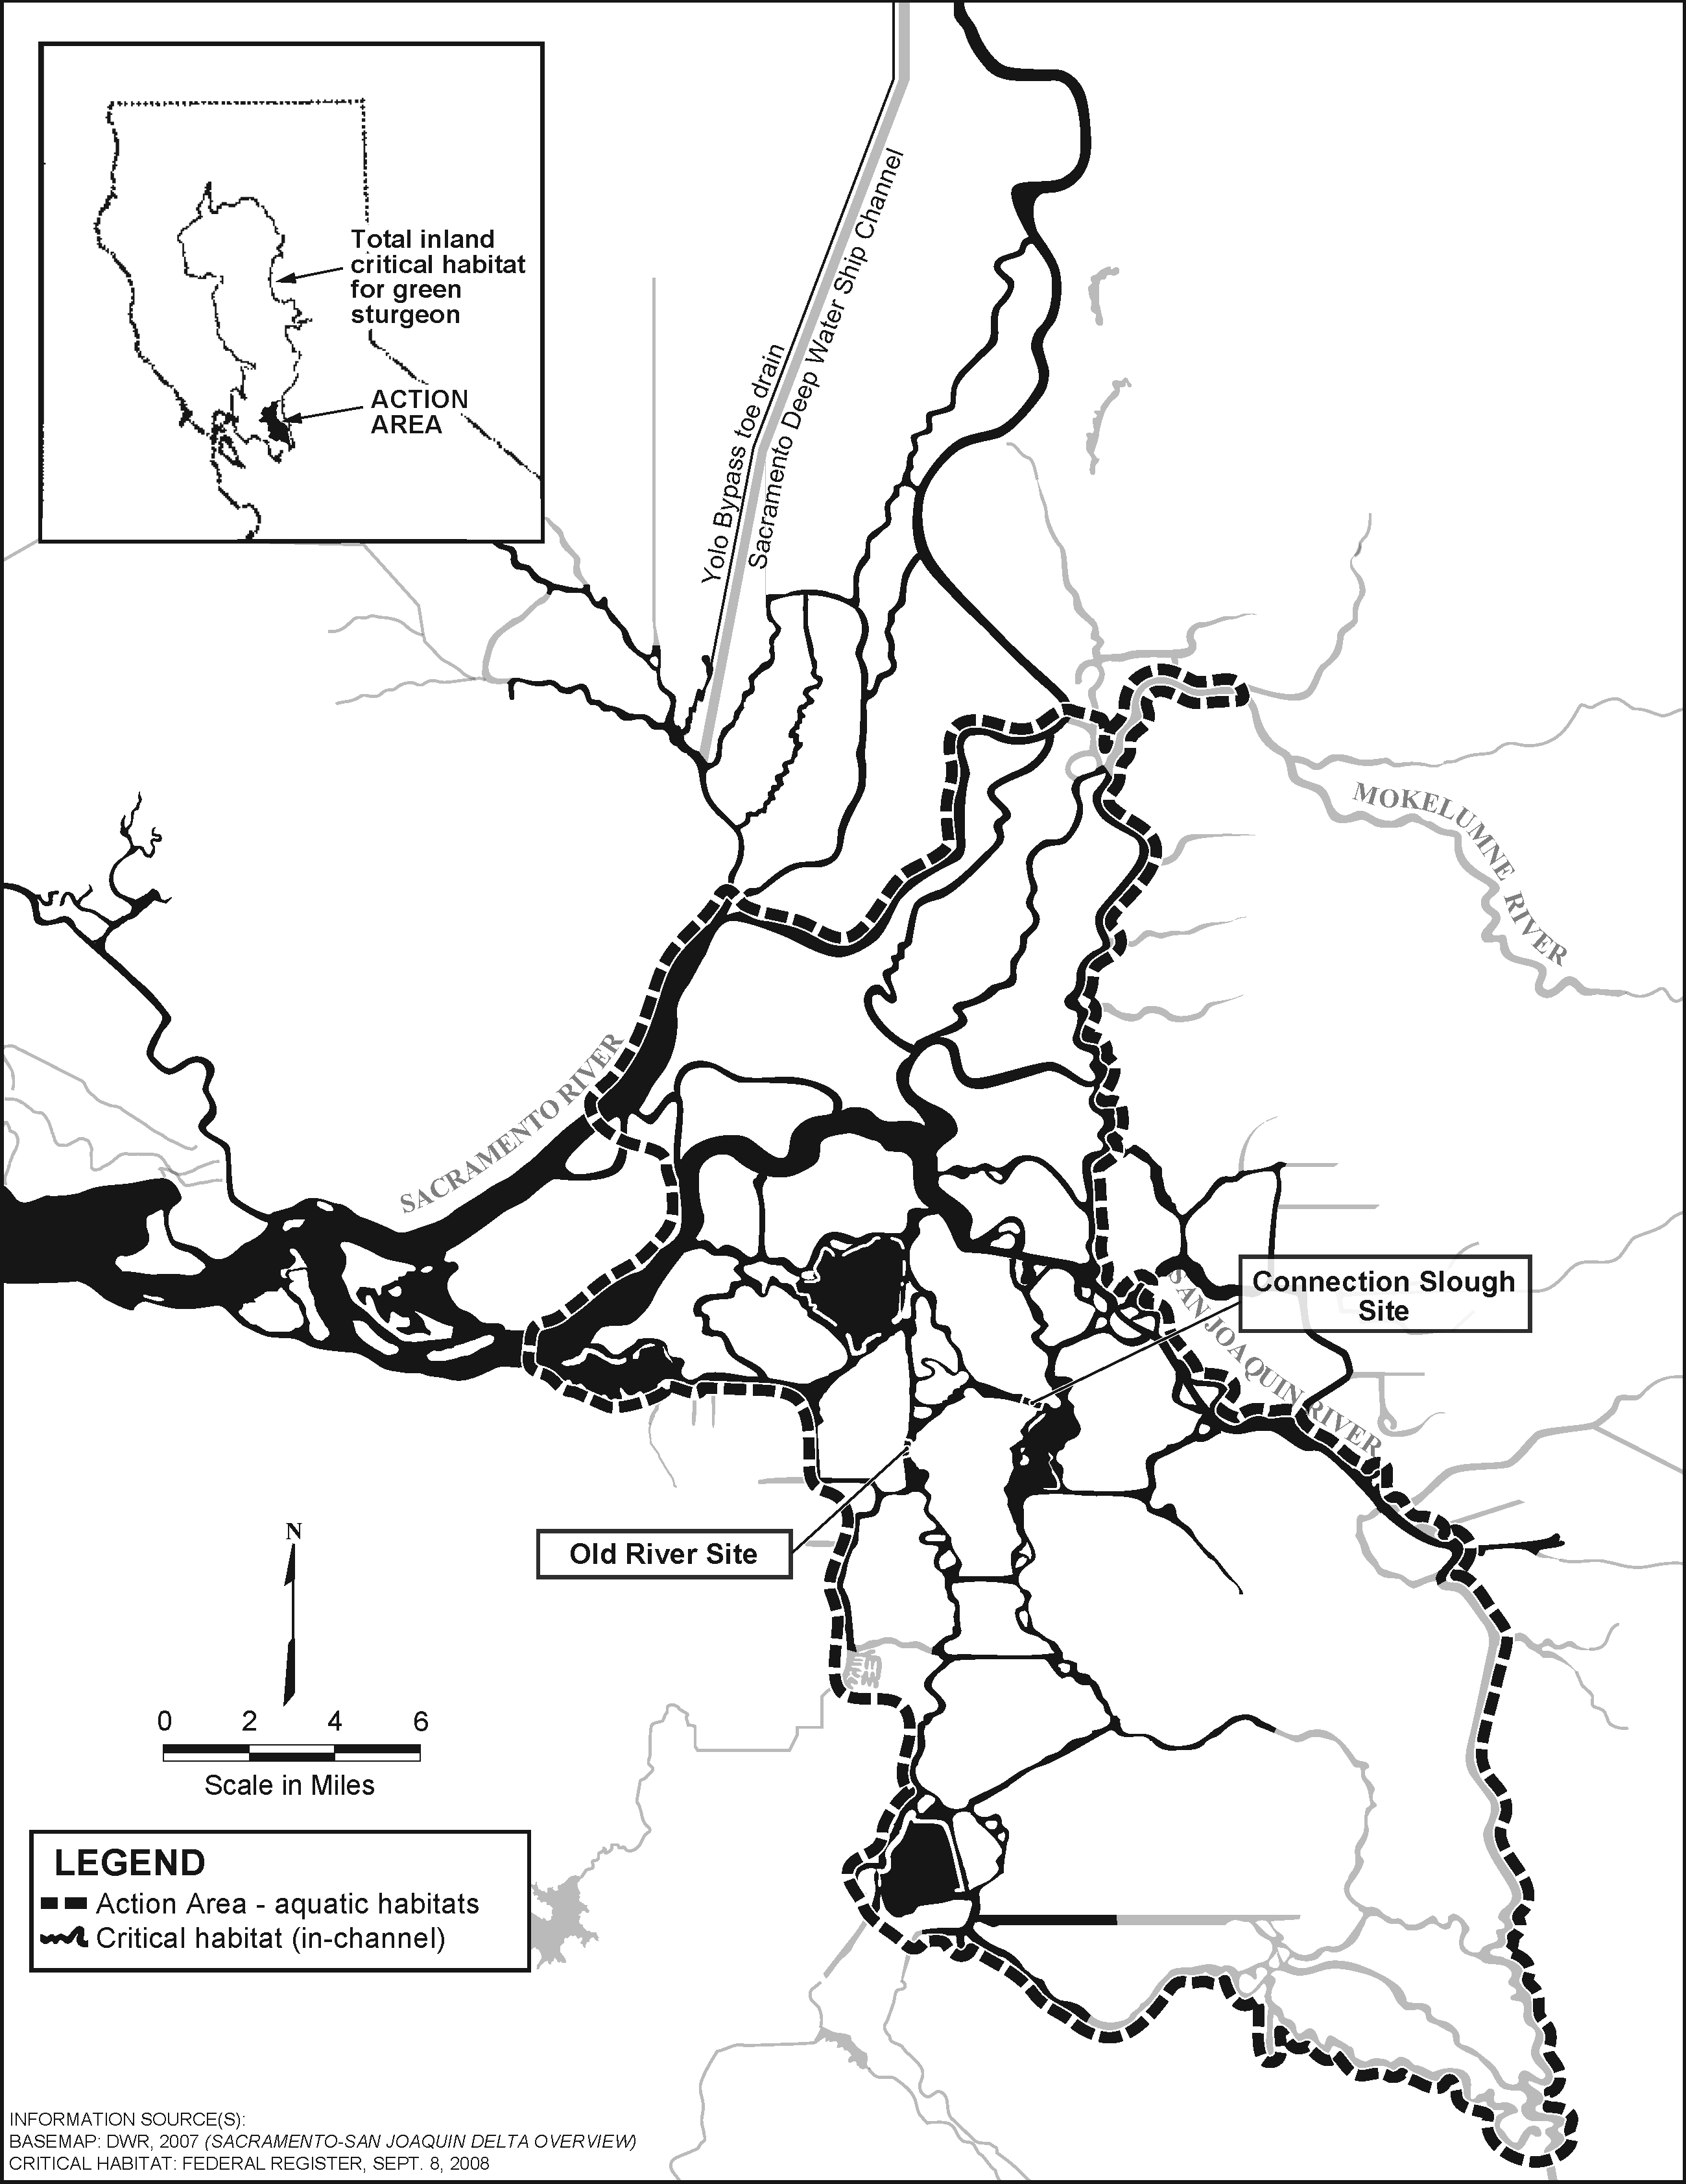 Total inland
critical habitat
for green
sturgeon
ACTION
AREA
Yolo Bypass toe drain
Sacramento Deep Water Ship Channel
MOKELUMNE RIVER
SACRAMENTO RIVER
SAN JOAQUIN RIVER
Connection Slough
Site
Old River Site
N
0 2 4 6
Scale in Miles
LEGEND
Action Area - aquatic habitats
Critical habitat (in-channel)
INFORMATION SOURCE(S):
BASEMAP: DWR, 2007 (SACRAMENTO-SAN JOAQUIN DELTA OVERVIEW)
CRITICAL HABITAT: FEDERAL REGISTER, SEPT. 8, 2008